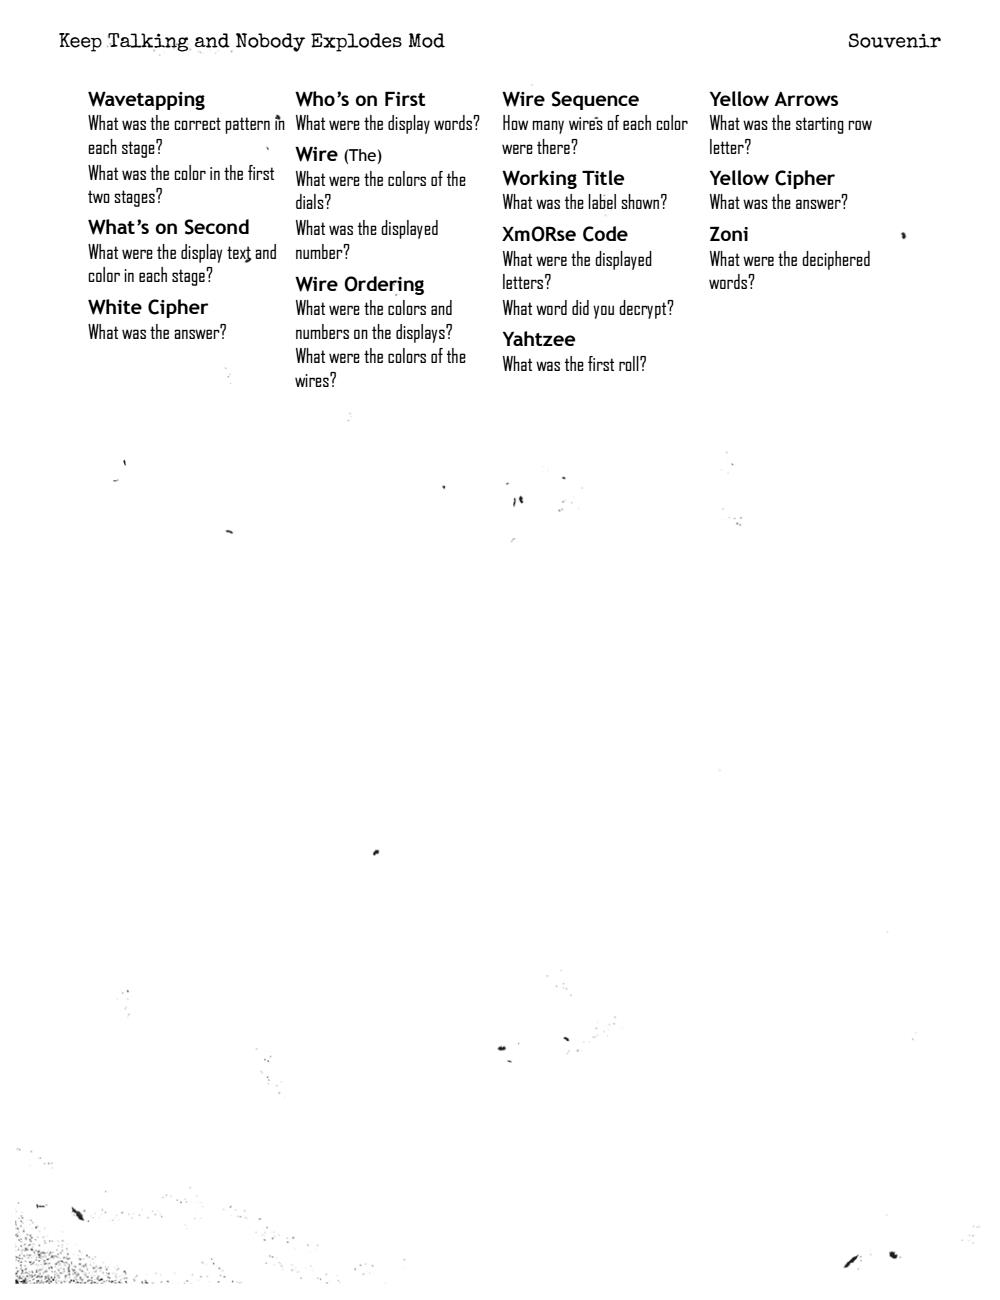 Keep Talking and Nobody Explodes Mod
Souvenir
Wavetapping
What was the correct pattern in
each stage?
What was the color in the first
two stages?
What's on Second
What were the display text and
color in each stage?
White Cipher
What was the answer?
Who's on First
What were the display words?
Wire (The)
What were the colors of the
dials?
What was the displayed
number?
Wire Ordering
What were the colors and
numbers on the displays?
What were the colors of the
wires?
Wire Sequence
How many wires of each color
were there?
Working Title
What was the label shown?
XmORse Code
What were the displayed
letters?
What word did you decrypt?
Yahtzee
What was the first roll?
Yellow Arrows
What was the starting row
letter?
Yellow Cipher
What was the answer?
Zoni
What were the deciphered
words?